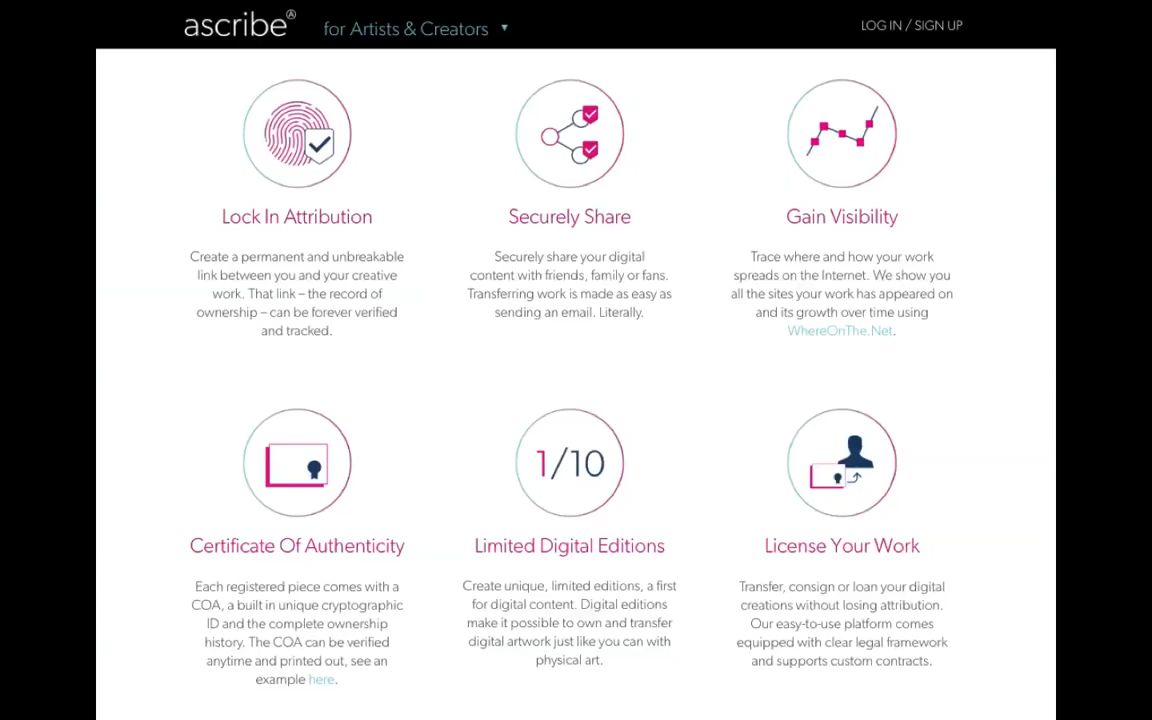 ascribe® for Artists & Creators ▼ LOG IN / SIGN UP
Lock In Attribution
Create a permanent and unbreakable
link between you and your creative
work. That link – the record of
ownership – can be forever verified
and tracked.
Securely Share
Securely share your digital
content with friends, family or fans.
Transferring work is made as easy as
sending an email. Literally.
Gain Visibility
Trace where and how your work
spreads on the Internet. We show you
all the sites your work has appeared on
and its growth over time using
WhereOnThe.Net.
Certificate Of Authenticity
Each registered piece comes with a
COA, a built in unique cryptographic
ID and the complete ownership
history. The COA can be verified
anytime and printed out, see an
example here.
1/10
Limited Digital Editions
Create unique, limited editions, a first
for digital content. Digital editions
make it possible to own and transfer
digital artwork just like you can with
physical art.
License Your Work
Transfer, consign or loan your digital
creations without losing attribution.
Our easy-to-use platform comes
equipped with clear legal framework
and supports custom contracts.